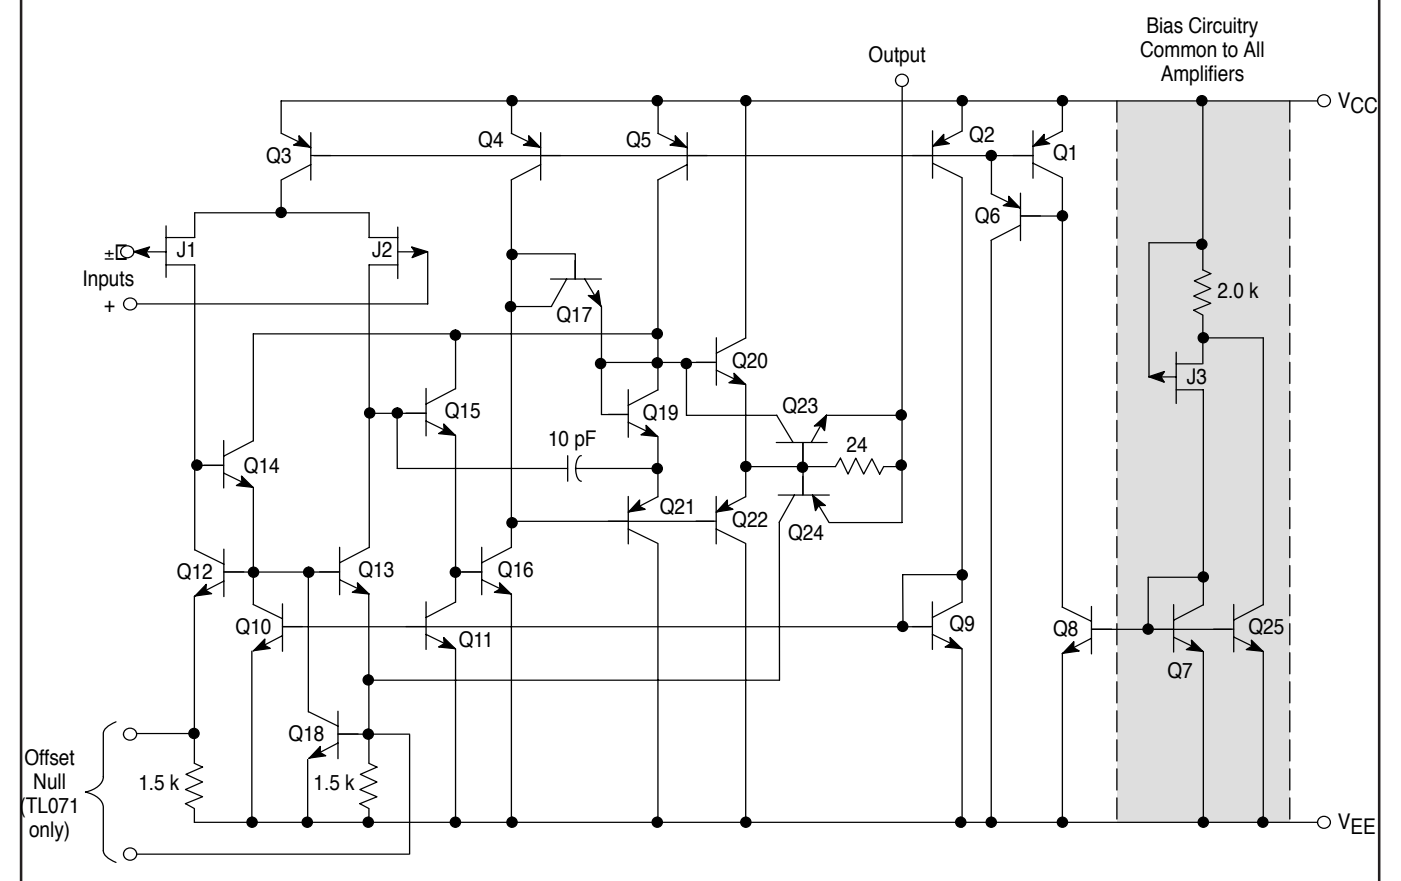 Bias Circuitry
Common to All
Amplifiers
Output
VCC
Q3
Q4
Q5
Q2
Q1
Q6
J1
J2
±
Inputs
+
Q17
2.0 k
J3
Q20
Q15
Q19
Q23
24
10 pF
Q14
Q21
Q22
Q24
Q12
Q13
Q16
Q10
Q11
Q9
Q8
Q25
Q7
Q18
Offset
Null
(TL071
only)
1.5 k
1.5 k
VEE